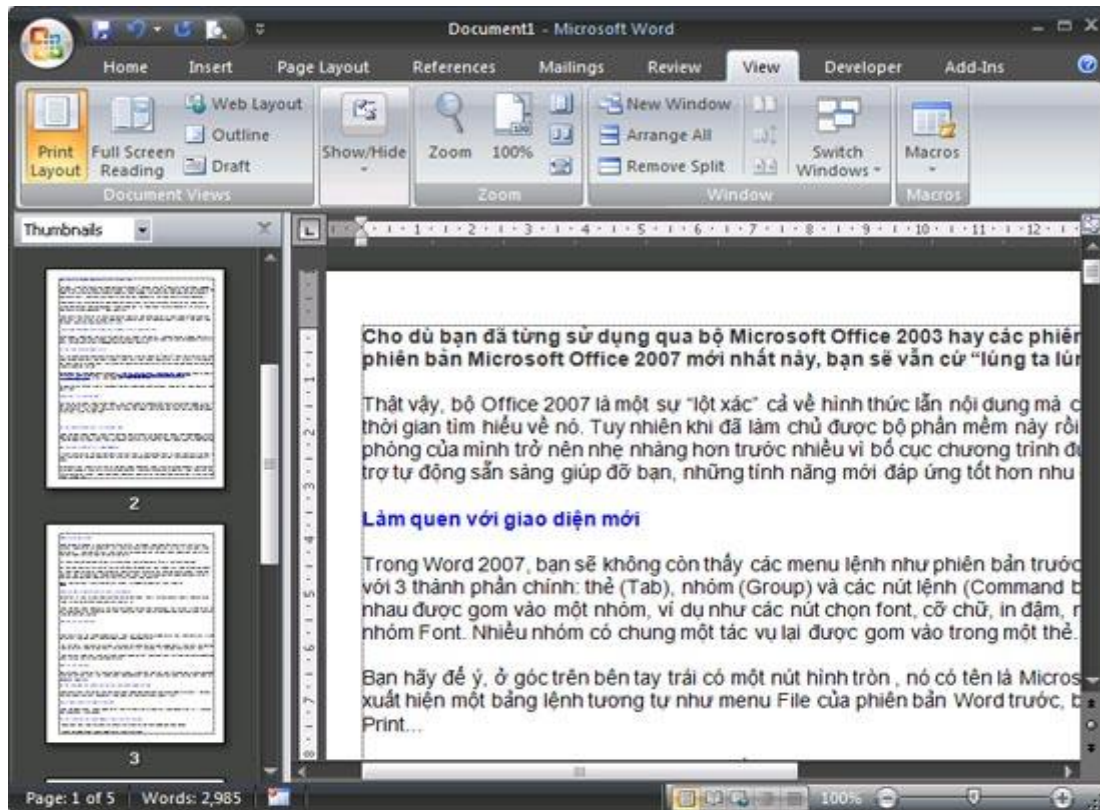 Document1 - Microsoft Word
Home Insert Page Layout References Mailings Review View Developer Add-Ins
Print Layout
Full Screen Reading
Web Layout
Outline
Draft
Document Views
Show/Hide
Zoom
100%
Zoom
New Window
Arrange All
Remove Split
Switch Windows
Window
Macros
Macros
Thumbnails
2
3
1 2 3 4 5 6 7 8 9 10 11 12
Cho dù bạn đã từng sử dụng qua bộ Microsoft Office 2003 hay các phiên
phiên bản Microsoft Office 2007 mới nhất này, bạn sẽ vẫn cứ “lúng ta lún
Thật vậy, bộ Office 2007 là một sự “lột xác” cả về hình thức lẫn nội dung mà c
thời gian tìm hiểu về nó. Tuy nhiên khi đã làm chủ được bộ phần mềm này rồi
phòng của mình trở nên nhẹ nhàng hơn trước nhiều vì bố cục chương trình đư
trợ tự động sẵn sàng giúp đỡ bạn, những tính năng mới đáp ứng tốt hơn nhu
Làm quen với giao diện mới
Trong Word 2007, bạn sẽ không còn thấy các menu lệnh như phiên bản trước
với 3 thành phần chính: thẻ (Tab), nhóm (Group) và các nút lệnh (Command b
nhau được gom vào một nhóm, ví dụ như các nút chọn font, cỡ chữ, in đậm, n
nhóm Font. Nhiều nhóm có chung một tác vụ lại được gom vào trong một thẻ.
Bạn hãy để ý, ở góc trên bên tay trái có một nút hình tròn , nó có tên là Micros
xuất hiện một bảng lệnh tương tự như menu File của phiên bản Word trước, b
Print...
Page: 1 of 5 Words: 2,985
100%